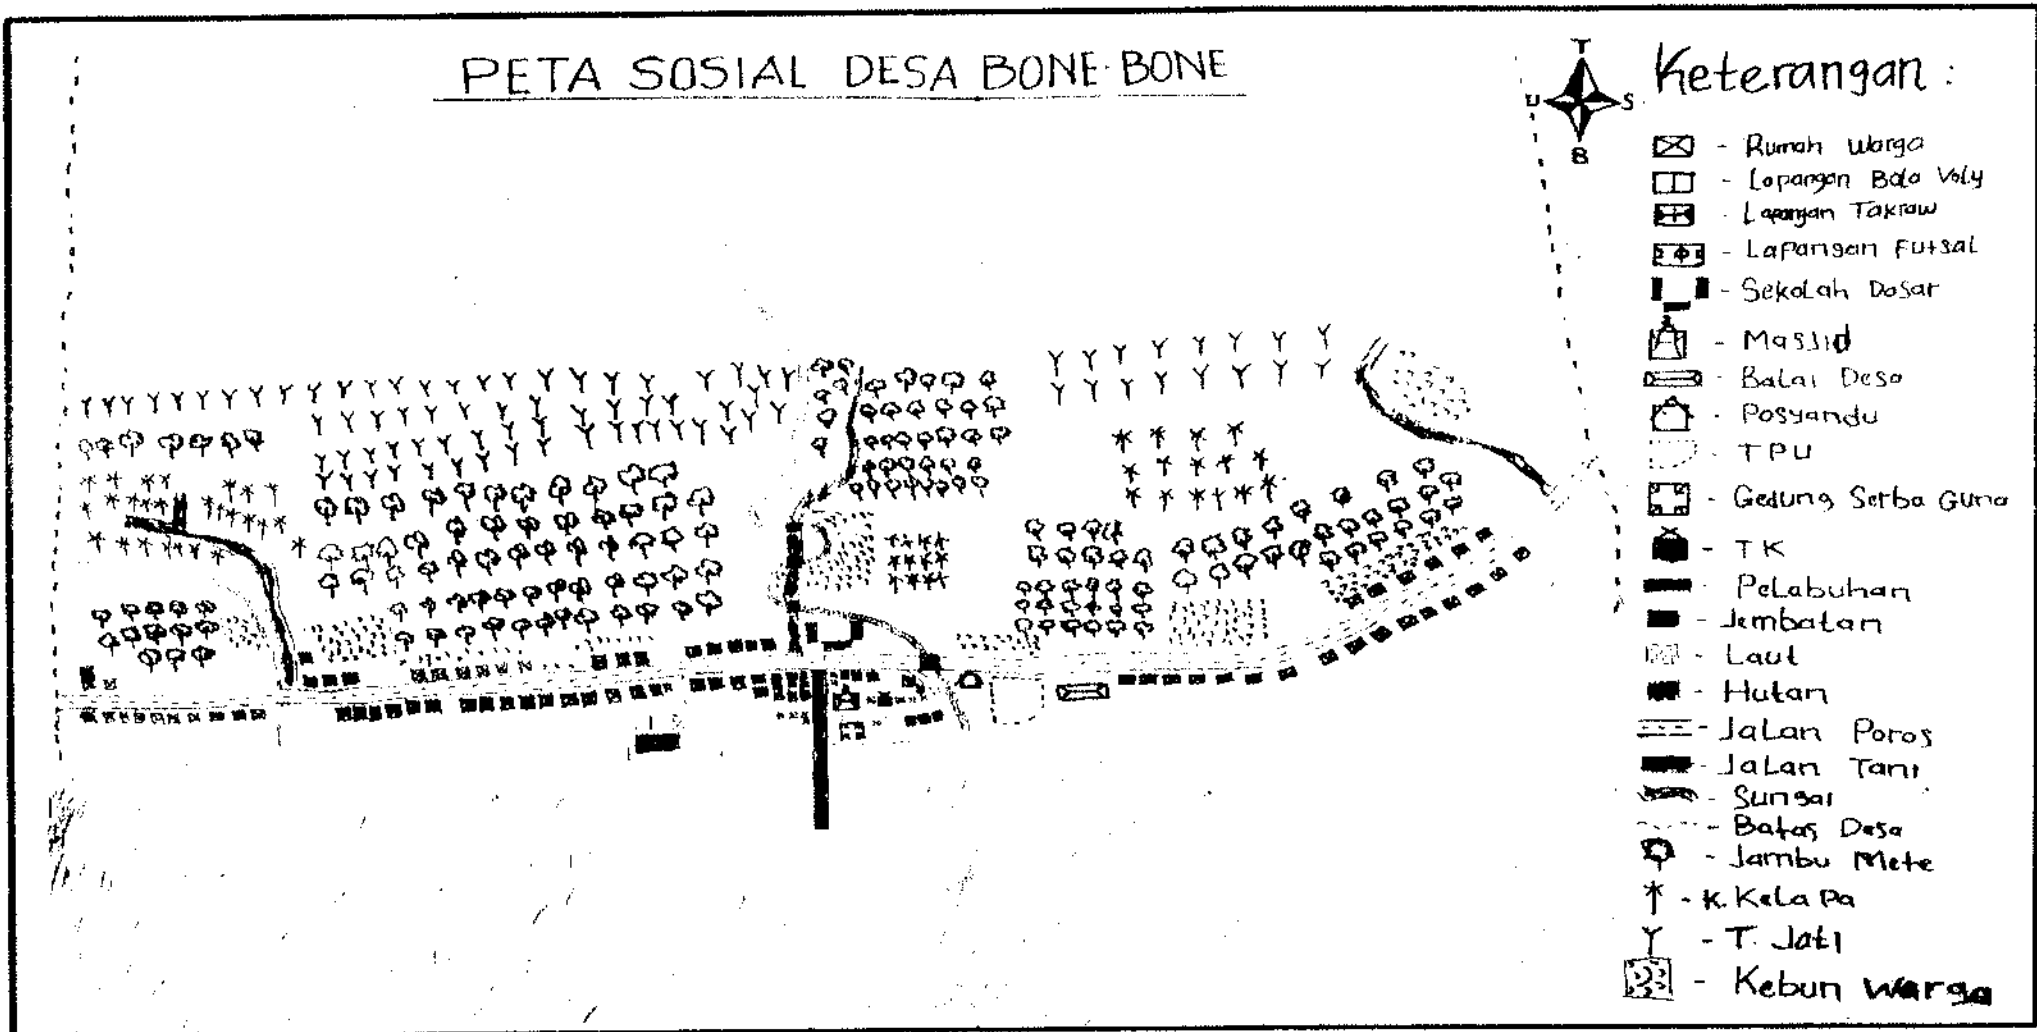 PETA SOSIAL DESA BONE-BONE
T
U
S
B
Keterangan :
- Rumah Warga
- Lapangan Bola Voly
- Lapangan Takraw
- Lapangan Futsal
- Sekolah Dasar
- Masjid
- Balai Desa
- Posyandu
- TPU
- Gedung Serba Guna
- TK
- Pelabuhan
- Jembatan
- Laut
- Hutan
- Jalan Poros
- Jalan Tani
- Sungai
- Batas Desa
- Jambu Mete
- K. Kelapa
- T. Jati
- Kebun Warga